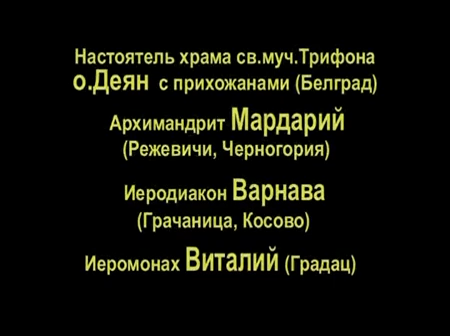 Настоятель храма св.муч.Трифона
о.Деян с прихожанами (Белград)
Архимандрит Мардарий
(Режевичи, Черногория)
Иеродиакон Варнава
(Грачаница, Косово)
Иеромонах Виталий (Градац)